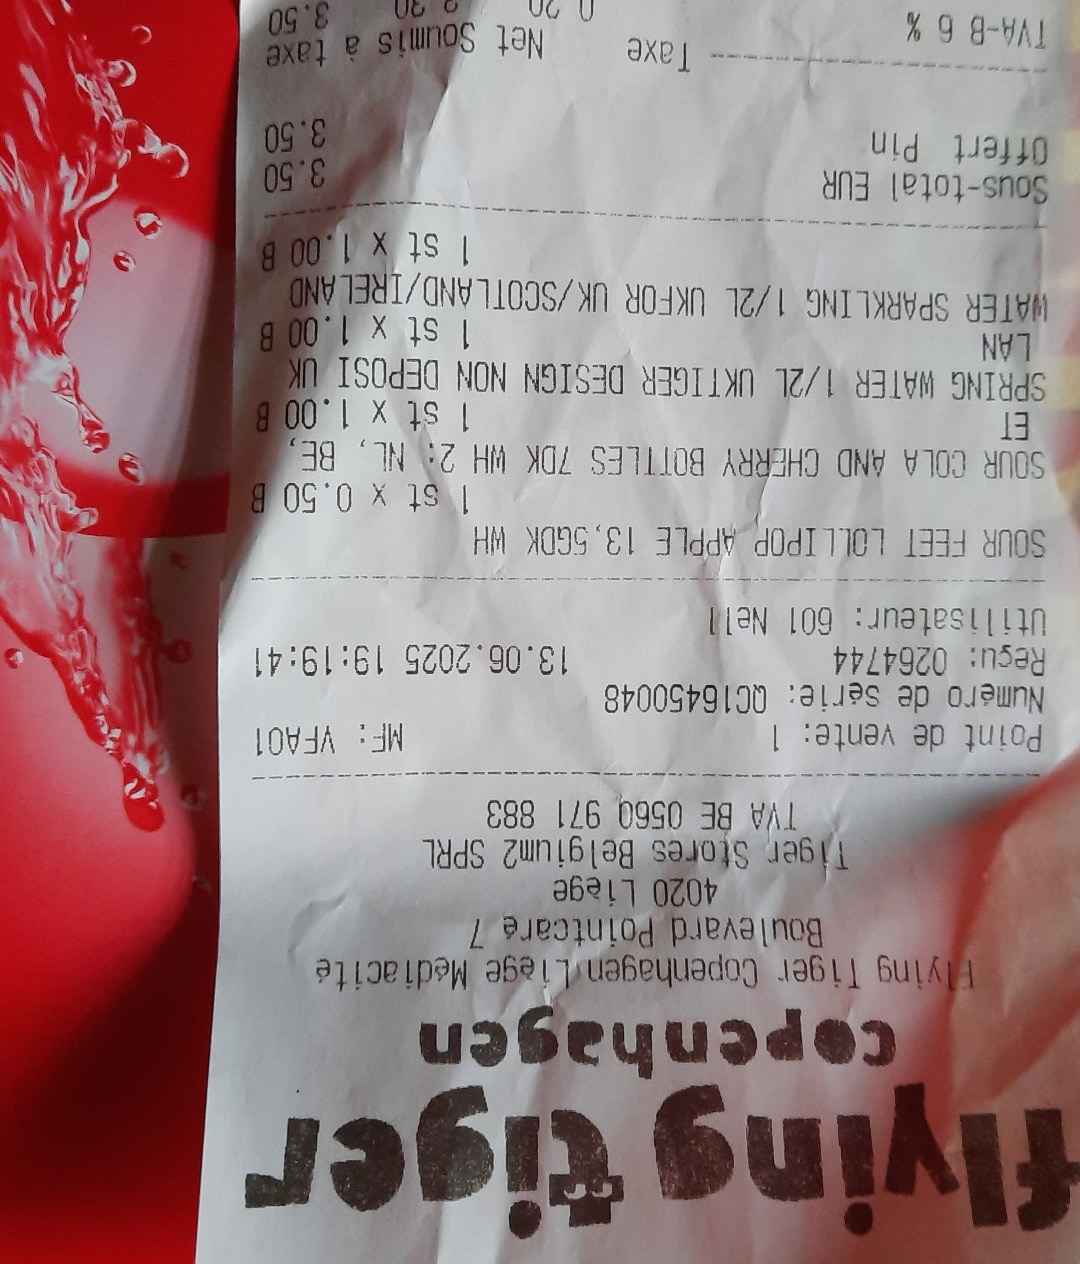 flying tiger
copenhagen
Flying Tiger Copenhagen Liège Médiacité
Boulevard Pointcaré 7
4020 Liège
Tiger Stores Belgium2 SPRL
TVA BE 0560 971 883
Point de vente: 1 MF: VFA01
Numéro de série: QC16450048
Reçu: 0264744 13.06.2025 19:19:41
Utilisateur: 601 Nell
SOUR FEET LOLLIPOP APPLE 13,5GDK WH
1 st x 0.50 B
SOUR COLA AND CHERRY BOTTLES 7DK WH 2: NL, BE,
ET
1 st x 1.00 B
SPRING WATER 1/2L UKTIGER DESIGN NON DEPOSI UK
LAN
1 st x 1.00 B
WATER SPARKLING 1/2L UKFOR UK/SCOTLAND/IRELAND
1 st x 1.00 B
Sous-total EUR 3.50
Offert Pin 3.50
Taxe Net Soumis à taxe
TVA-B 6 % 0.20 3.30 3.50